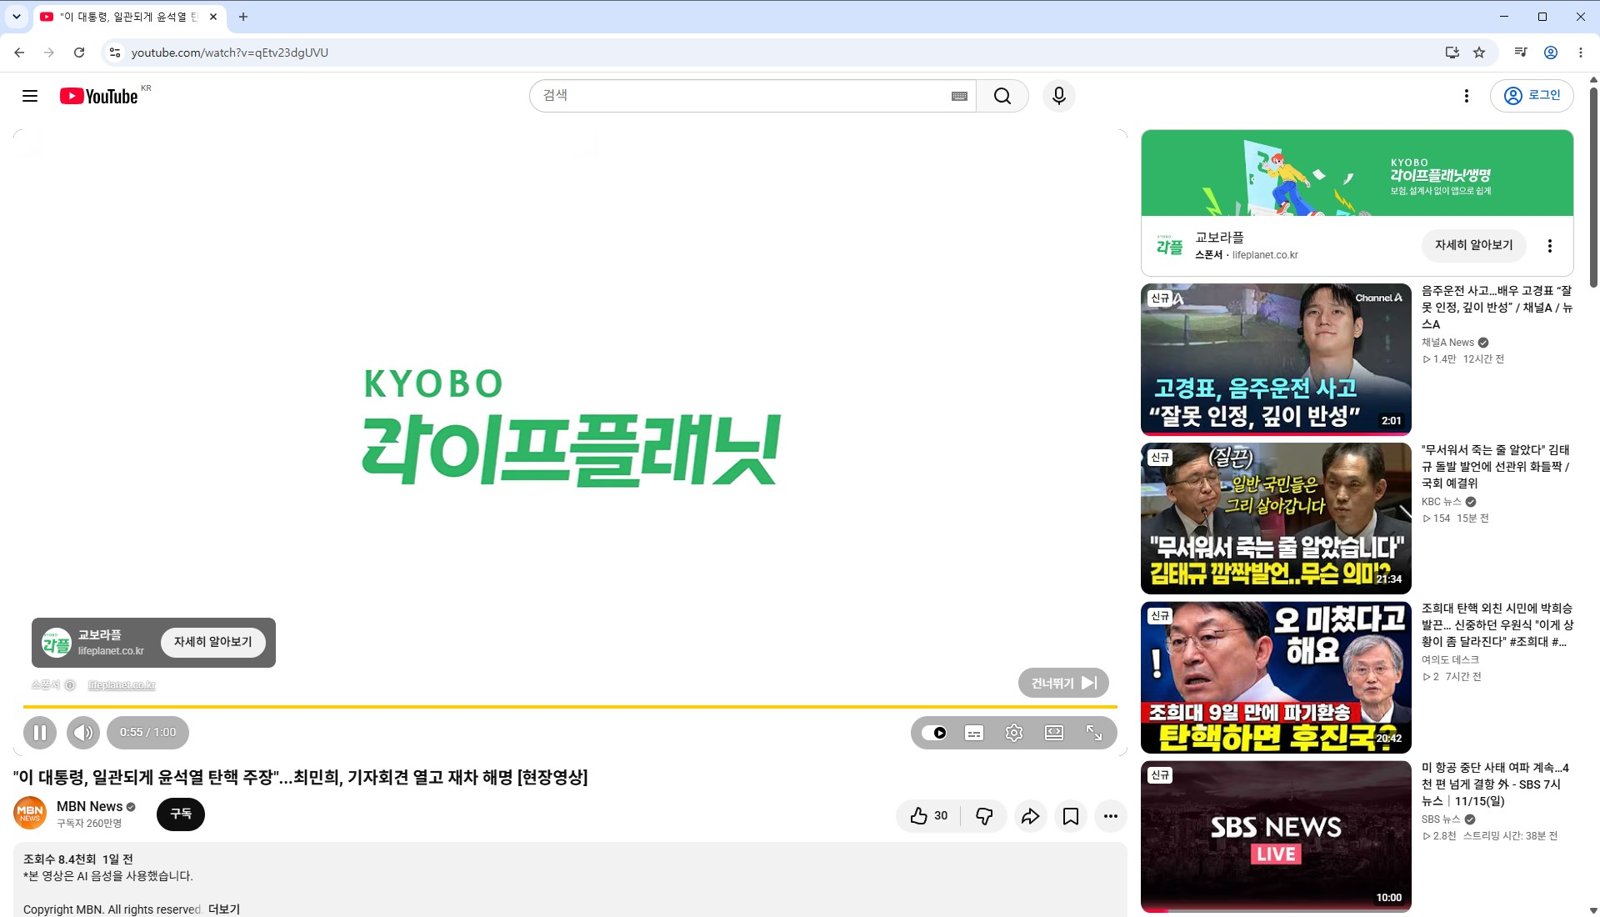 "이 대통령, 일관되게 윤석열 탄
youtube.com/watch?v=qEtv23dgUVU
YouTube KR
검색
로그인
KYOBO
라이프플래닛
교보라플
lifeplanet.co.kr
자세히 알아보기
스폰서
lifeplanet.co.kr
건너뛰기
0:55 / 1:00
"이 대통령, 일관되게 윤석열 탄핵 주장"...최민희, 기자회견 열고 재차 해명 [현장영상]
MBN NEWS
MBN News
구독자 260만명
구독
30
조회수 8.4천회 1일 전
*본 영상은 AI 음성을 사용했습니다.
Copyright MBN. All rights reserved.
더보기
KYOBO
라이프플래닛생명
보험, 설계사 없이 앱으로 쉽게
라플
교보라플
스폰서 · lifeplanet.co.kr
자세히 알아보기
신규
Channel A
고경표, 음주운전 사고
“잘못 인정, 깊이 반성”
2:01
음주운전 사고…배우 고경표 “잘
못 인정, 깊이 반성” / 채널A / 뉴
스A
채널A News
1.4만 12시간 전
신규
(질끈)
일반 국민들은
그리 살아갑니다
"무서워서 죽는 줄 알았습니다"
김태규 깜짝발언..무슨 의미?
21:34
"무서워서 죽는 줄 알았다" 김태
규 돌발 발언에 선관위 화들짝 /
국회 예결위
KBC 뉴스
154 15분 전
신규
오 미쳤다고
해요
!
조희대 9일 만에 파기환송
탄핵하면 후진국?
20:42
조희대 탄핵 외친 시민에 박희승
발끈... 신중하던 우원식 "이게 상
황이 좀 달라진다" #조희대 #...
여의도 데스크
2 7시간 전
신규
SBS NEWS
LIVE
10:00
미 항공 중단 사태 여파 계속…4
천 편 넘게 결항 外 - SBS 7시
뉴스｜11/15(일)
SBS 뉴스
2.8천 스트리밍 시간: 38분 전